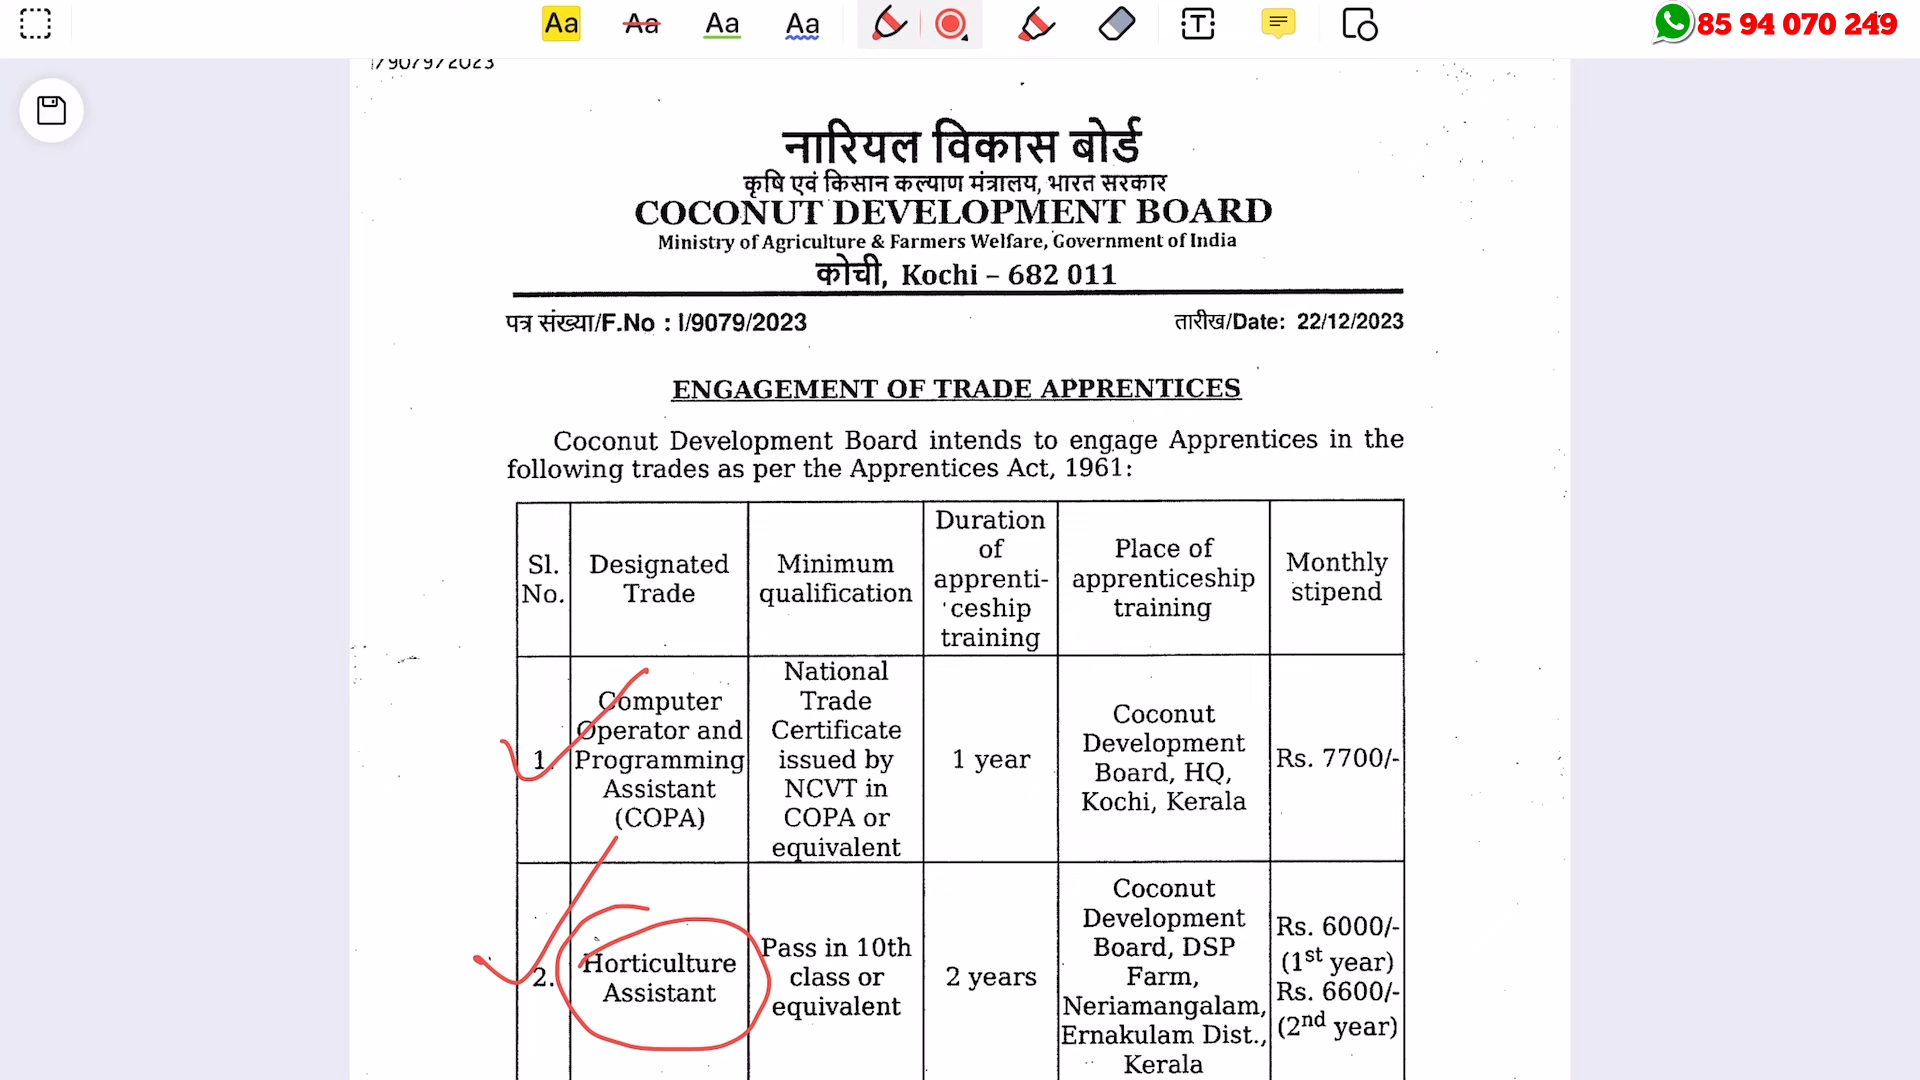 Aa Aa Aa Aa T
85 94 070 249
I/9079/2023
नारियल विकास बोर्ड
कृषि एवं किसान कल्याण मंत्रालय, भारत सरकार
COCONUT DEVELOPMENT BOARD
Ministry of Agriculture & Farmers Welfare, Government of India
कोची, Kochi – 682 011
पत्र संख्या/F.No : I/9079/2023
तारीख/Date: 22/12/2023
ENGAGEMENT OF TRADE APPRENTICES
Coconut Development Board intends to engage Apprentices in the
following trades as per the Apprentices Act, 1961:
Sl.
No.
Designated
Trade
Minimum
qualification
Duration
of
apprenti-
ceship
training
Place of
apprenticeship
training
Monthly
stipend
1.
Computer
Operator and
Programming
Assistant
(COPA)
National
Trade
Certificate
issued by
NCVT in
COPA or
equivalent
1 year
Coconut
Development
Board, HQ,
Kochi, Kerala
Rs. 7700/-
2.
Horticulture
Assistant
Pass in 10th
class or
equivalent
2 years
Coconut
Development
Board, DSP
Farm,
Neriamangalam,
Ernakulam Dist.,
Kerala
Rs. 6000/-
(1st year)
Rs. 6600/-
(2nd year)